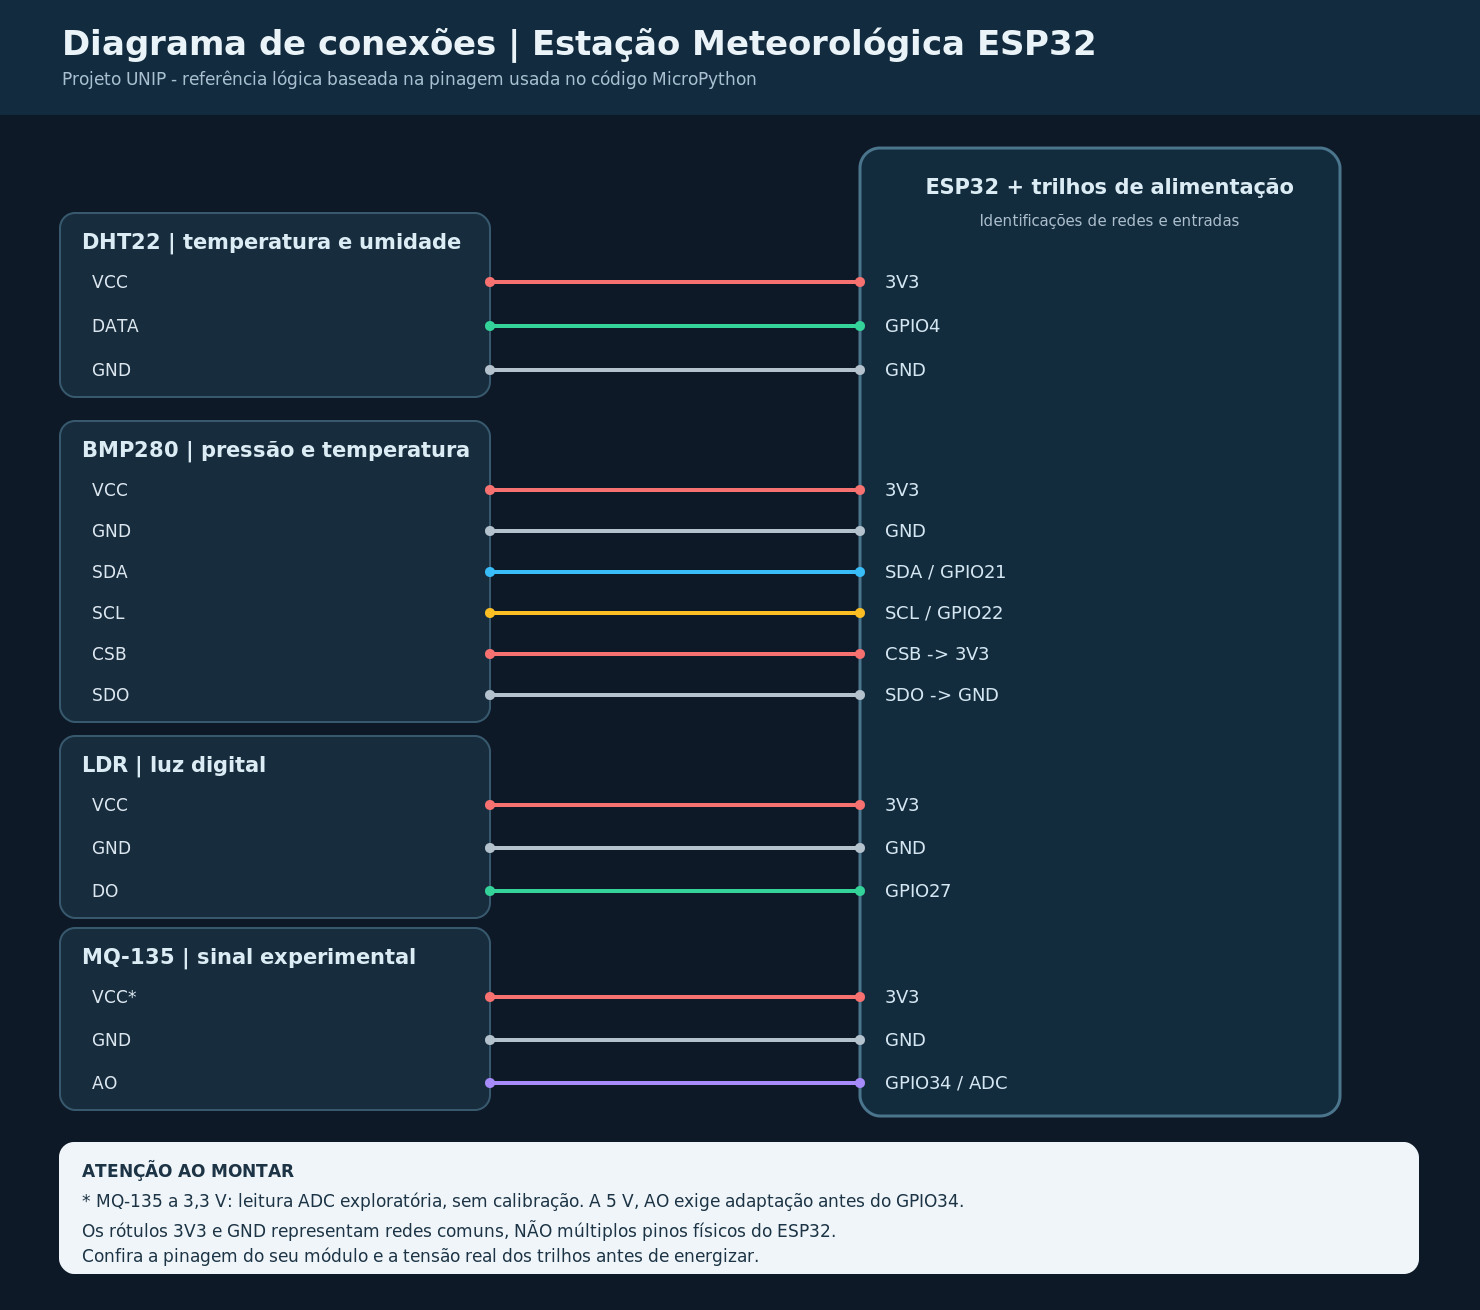 Diagrama de conexões | Estação Meteorológica ESP32
Projeto UNIP - referência lógica baseada na pinagem usada no código MicroPython
ESP32 + trilhos de alimentação
Identificações de redes e entradas
DHT22 | temperatura e umidade
VCC 3V3
DATA GPIO4
GND GND
BMP280 | pressão e temperatura
VCC 3V3
GND GND
SDA SDA / GPIO21
SCL SCL / GPIO22
CSB CSB -> 3V3
SDO SDO -> GND
LDR | luz digital
VCC 3V3
GND GND
DO GPIO27
MQ-135 | sinal experimental
VCC* 3V3
GND GND
AO GPIO34 / ADC
ATENÇÃO AO MONTAR
* MQ-135 a 3,3 V: leitura ADC exploratória, sem calibração. A 5 V, AO exige adaptação antes do GPIO34.
Os rótulos 3V3 e GND representam redes comuns, NÃO múltiplos pinos físicos do ESP32.
Confira a pinagem do seu módulo e a tensão real dos trilhos antes de energizar.